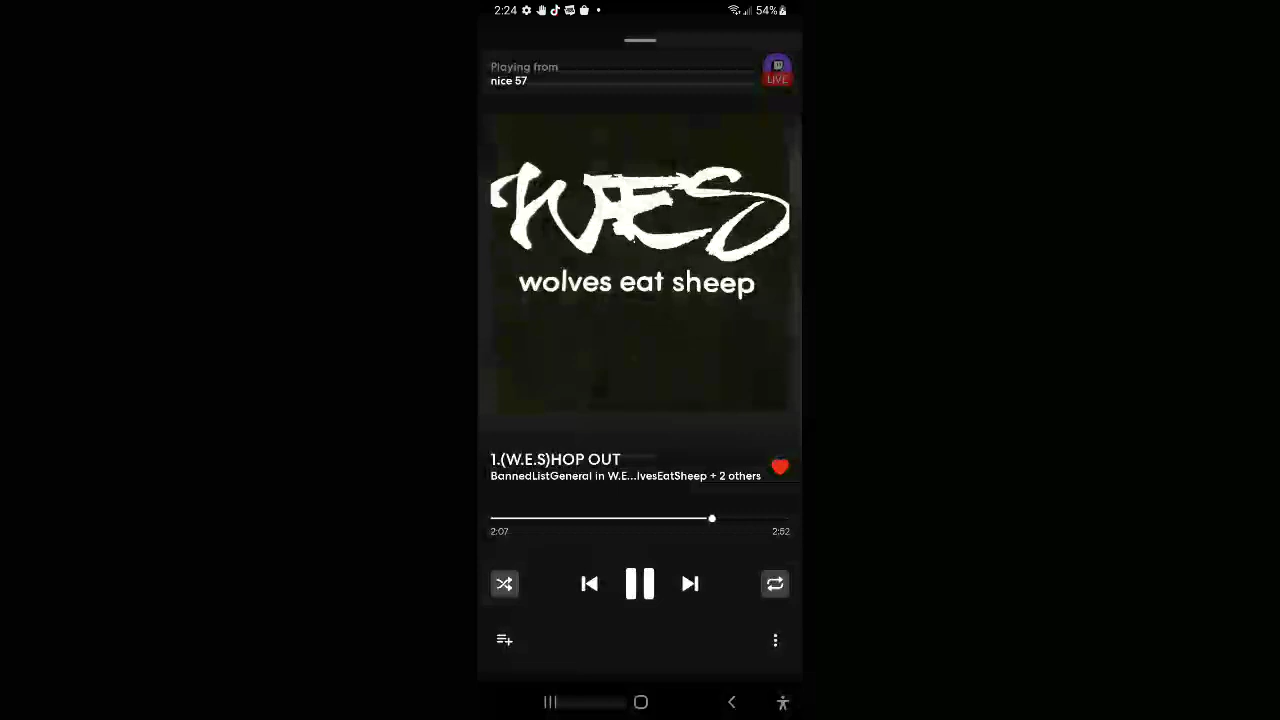 2:24 54%
Playing from
nice 57
LIVE
WES
wolves eat sheep
1.(W.E.S)HOP OUT
BannedListGeneral in W.E...lvesEatSheep + 2 others
2:07 2:52